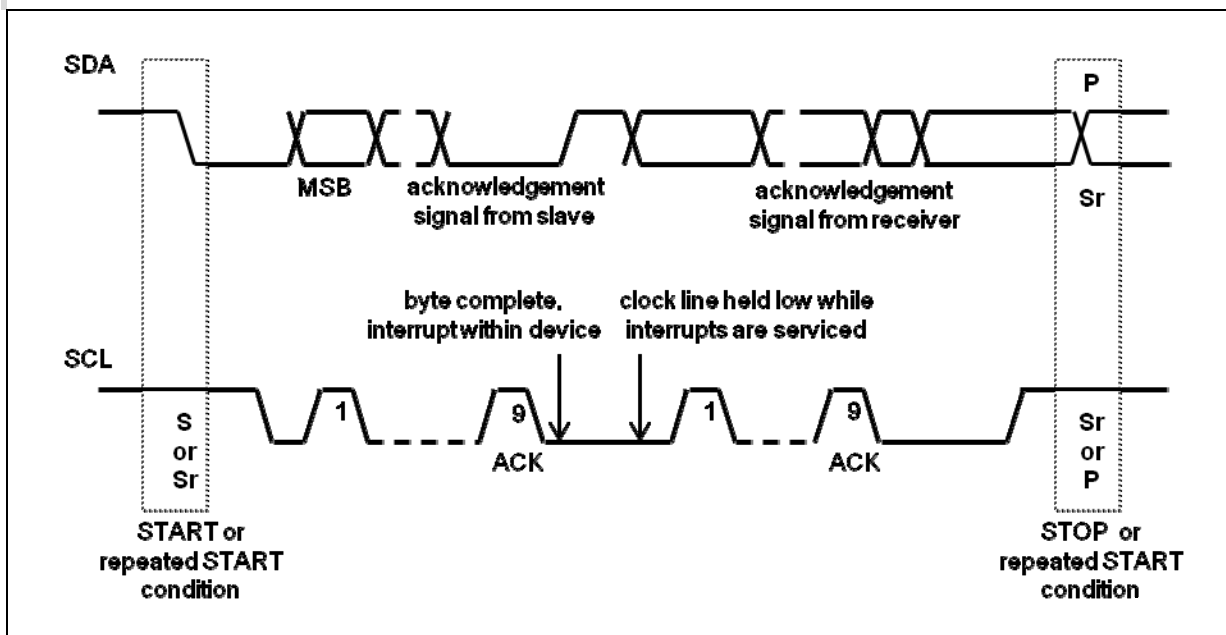 SDA
P
MSB
acknowledgement
signal from slave
acknowledgement
signal from receiver
Sr
byte complete,
interrupt within device
clock line held low while
interrupts are serviced
SCL
1
9
1
9
ACK
ACK
S
or
Sr
Sr
or
P
START or
repeated START
condition
STOP or
repeated START
condition